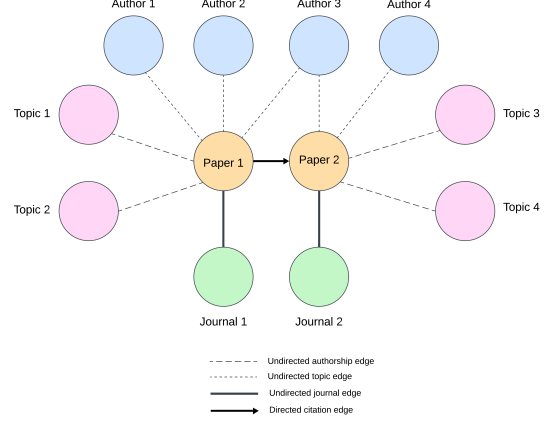 Author 1 Author 2 Author 3 Author 4
Topic 1 Topic 3
Paper 1 Paper 2
Topic 2 Topic 4
Journal 1 Journal 2
Undirected authorship edge
Undirected topic edge
Undirected journal edge
Directed citation edge